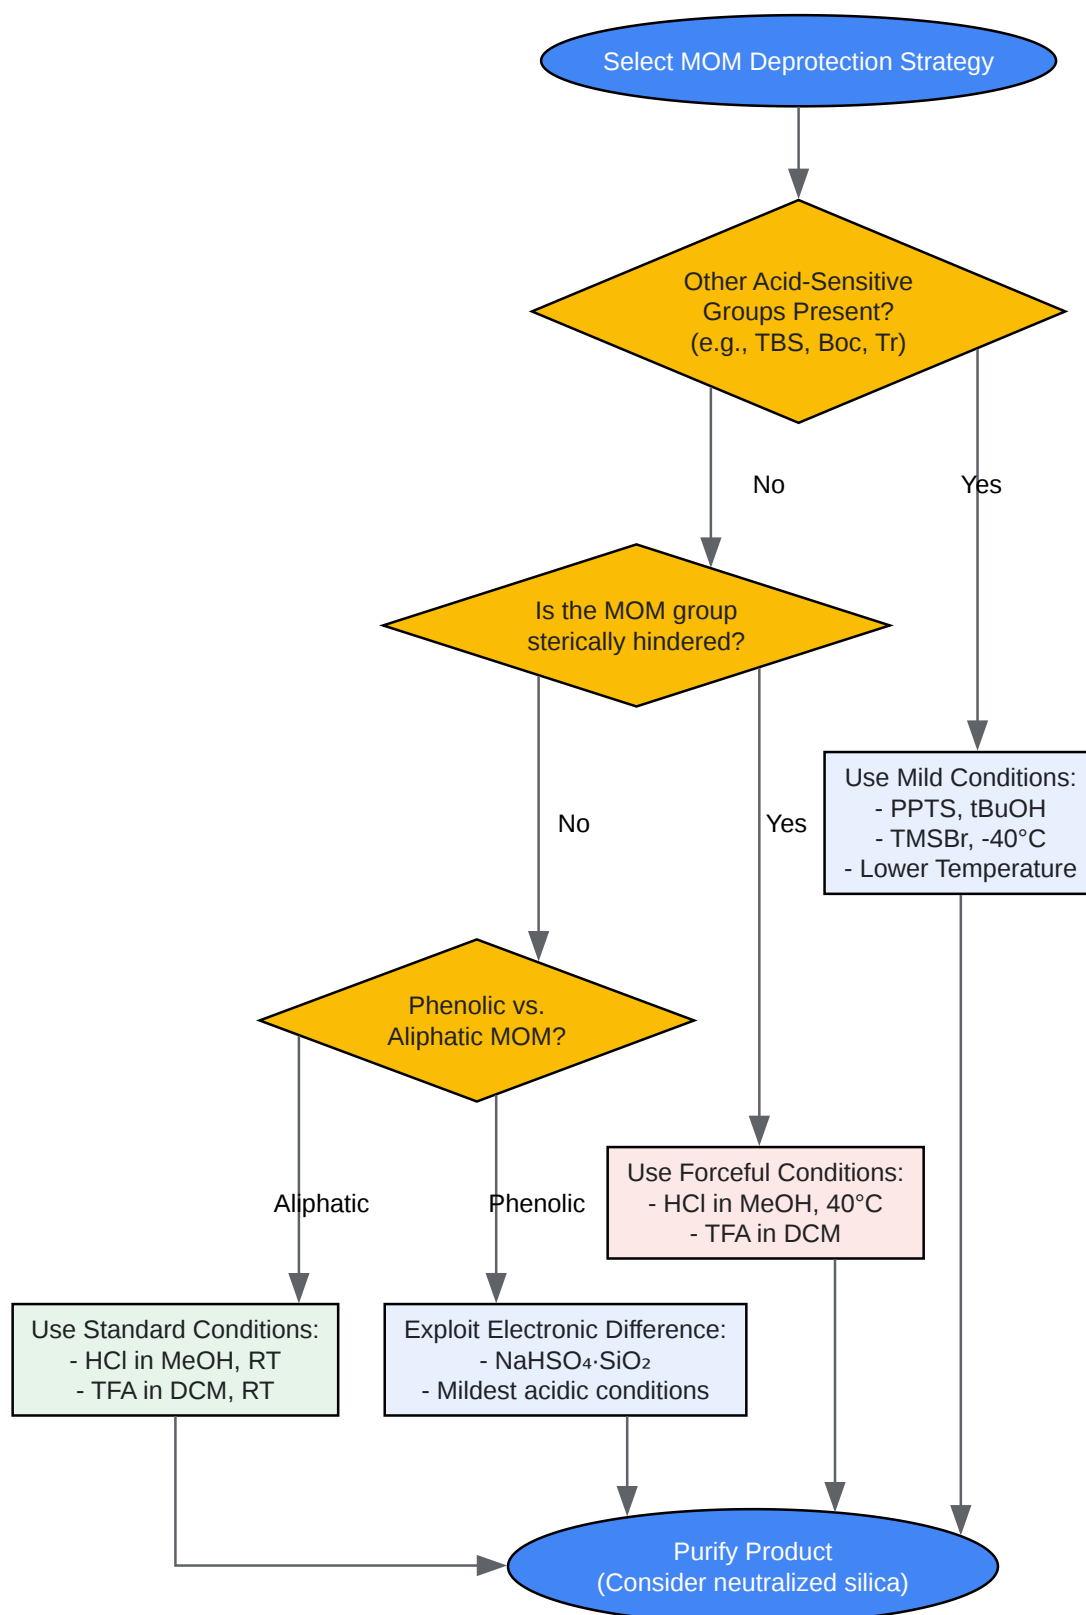 Select MOM Deprotection Strategy
Other Acid-Sensitive
Groups Present?
(e.g., TBS, Boc, Tr)
No
Yes
Is the MOM group
sterically hindered?
Use Mild Conditions:
- PPTS, tBuOH
- TMSBr, -40°C
- Lower Temperature
No
Yes
Phenolic vs.
Aliphatic MOM?
Use Forceful Conditions:
- HCl in MeOH, 40°C
- TFA in DCM
Aliphatic
Phenolic
Use Standard Conditions:
- HCl in MeOH, RT
- TFA in DCM, RT
Exploit Electronic Difference:
- NaHSO₄·SiO₂
- Mildest acidic conditions
Purify Product
(Consider neutralized silica)